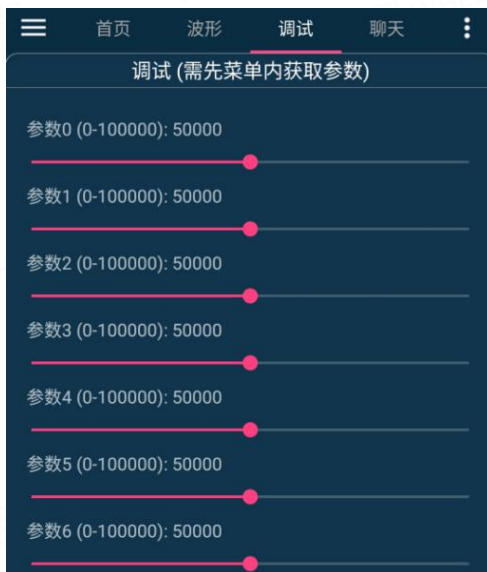 首页 波形 调试 聊天
调试 (需先菜单内获取参数)
参数0 (0-100000): 50000
参数1 (0-100000): 50000
参数2 (0-100000): 50000
参数3 (0-100000): 50000
参数4 (0-100000): 50000
参数5 (0-100000): 50000
参数6 (0-100000): 50000